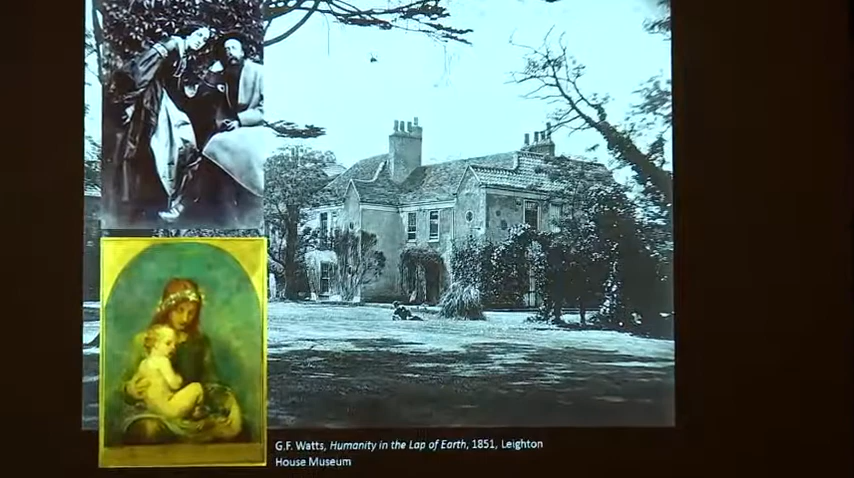 G.F. Watts, Humanity in the Lap of Earth, 1851, Leighton
House Museum